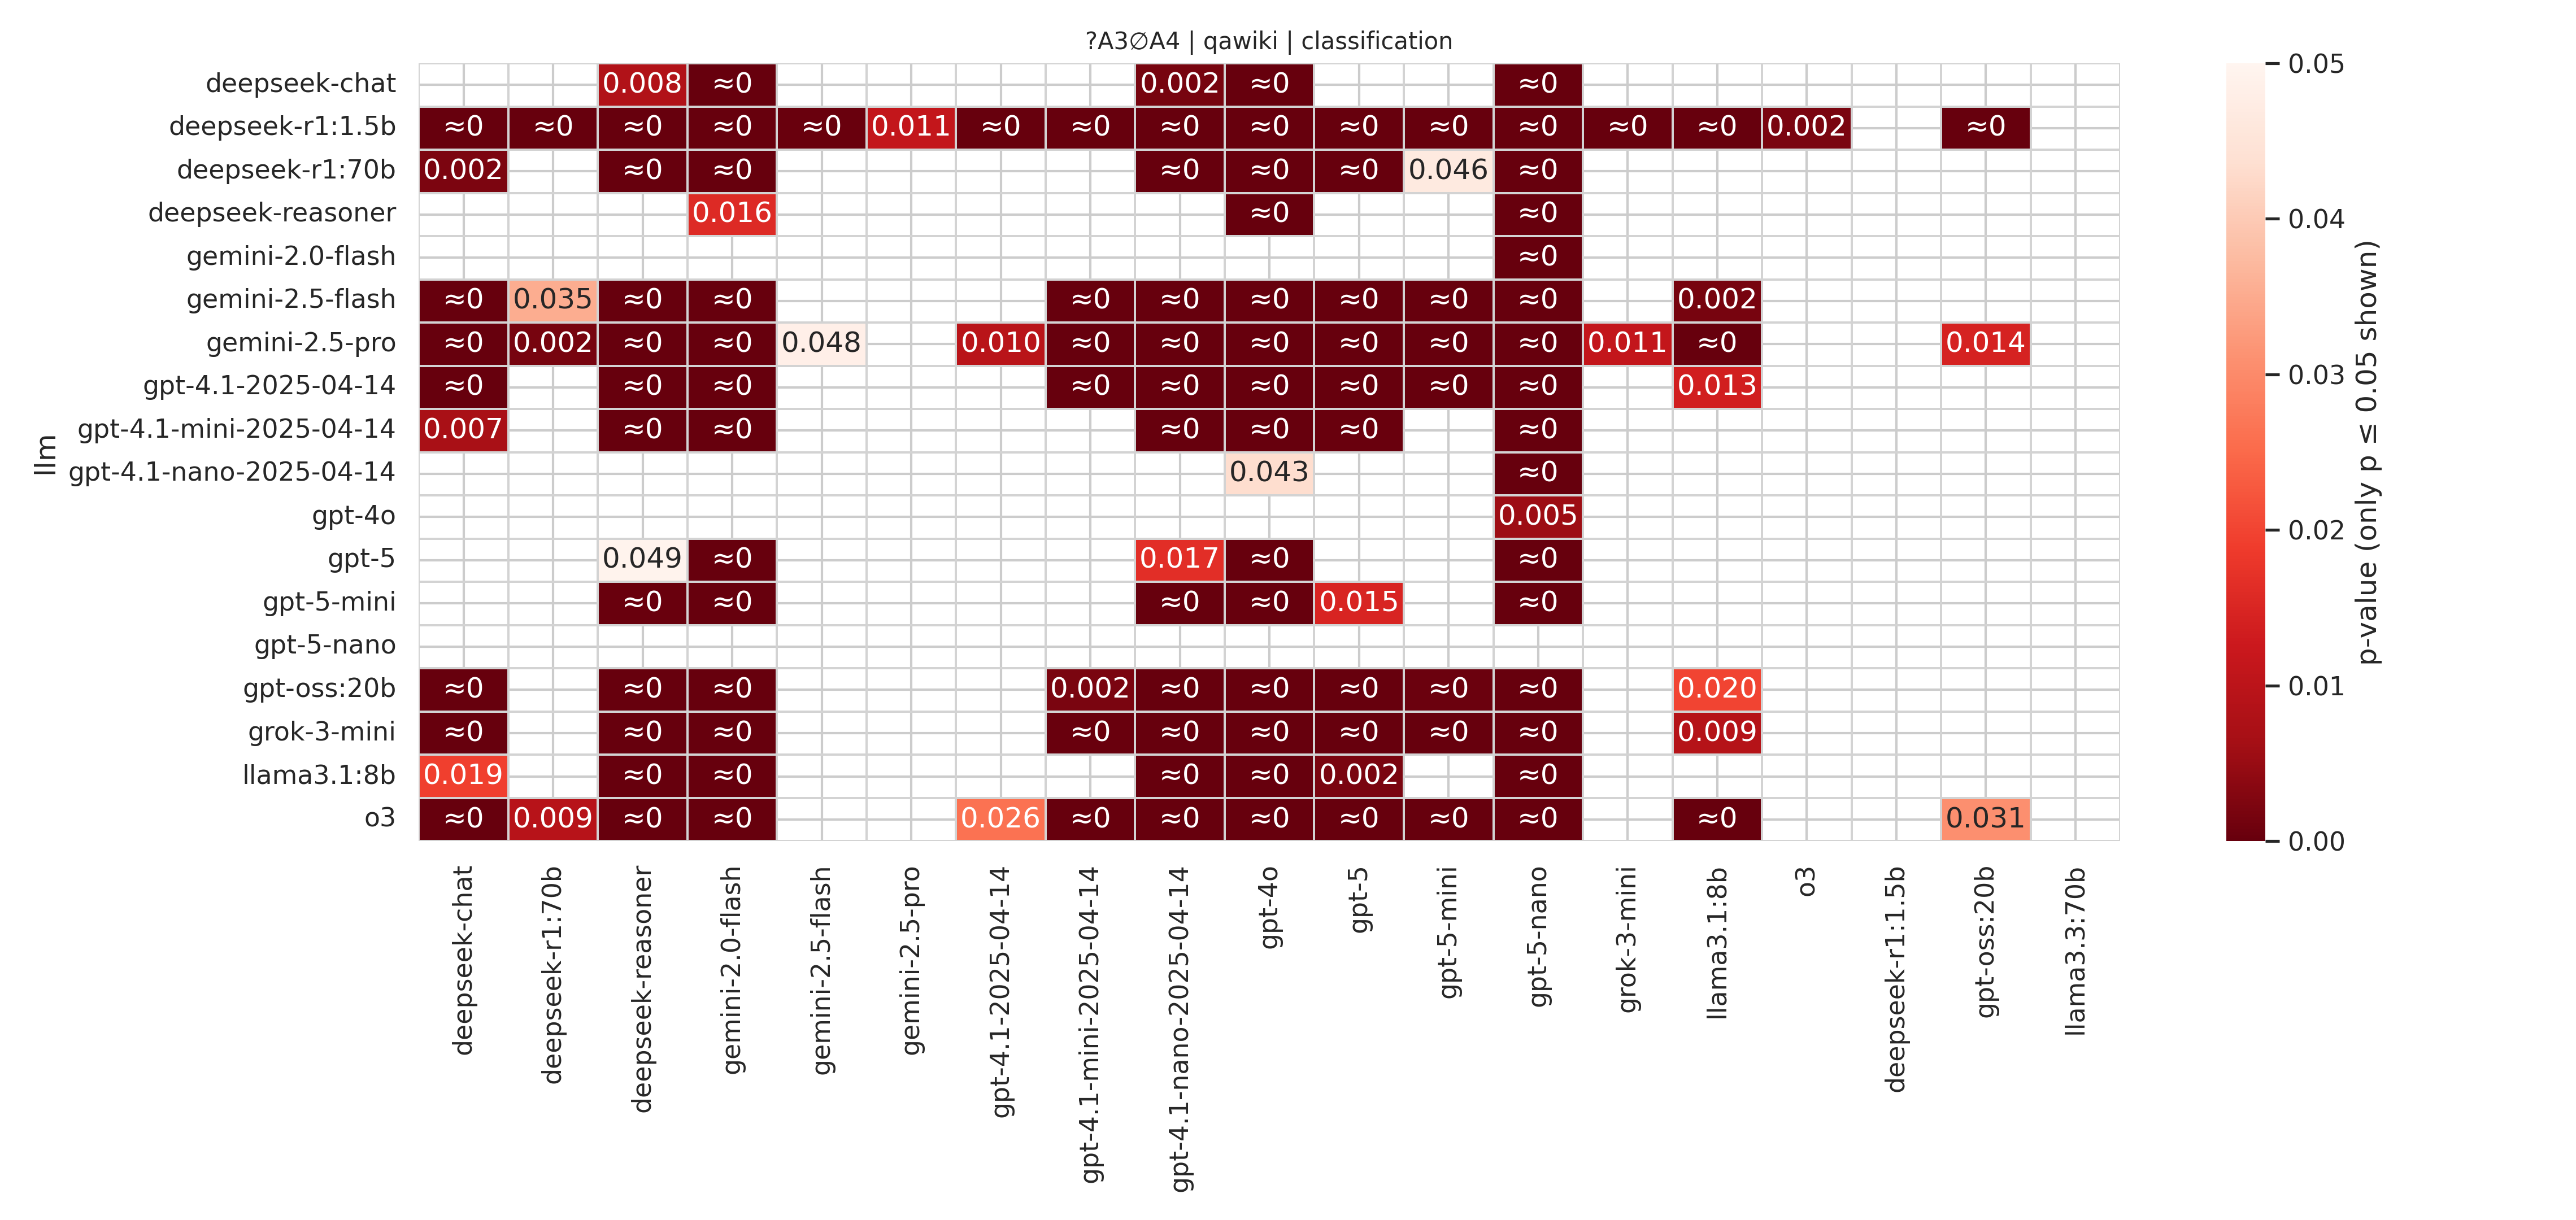 ?A3∅A4 | qawiki | classification
deepseek-chat 0.008 ≈0 0.002 ≈0 ≈0
deepseek-r1:1.5b ≈0 ≈0 ≈0 ≈0 ≈0 0.011 ≈0 ≈0 ≈0 ≈0 ≈0 ≈0 ≈0 ≈0 ≈0 0.002 ≈0
deepseek-r1:70b 0.002 ≈0 ≈0 ≈0 ≈0 ≈0 0.046 ≈0
deepseek-reasoner 0.016 ≈0 ≈0
gemini-2.0-flash ≈0
gemini-2.5-flash ≈0 0.035 ≈0 ≈0 ≈0 ≈0 ≈0 ≈0 ≈0 ≈0 0.002
gemini-2.5-pro ≈0 0.002 ≈0 ≈0 0.048 0.010 ≈0 ≈0 ≈0 ≈0 ≈0 ≈0 0.011 ≈0 0.014
gpt-4.1-2025-04-14 ≈0 ≈0 ≈0 ≈0 ≈0 ≈0 ≈0 ≈0 ≈0 0.013
gpt-4.1-mini-2025-04-14 0.007 ≈0 ≈0 ≈0 ≈0 ≈0 ≈0
gpt-4.1-nano-2025-04-14 0.043 ≈0
gpt-4o 0.005
gpt-5 0.049 ≈0 0.017 ≈0 ≈0
gpt-5-mini ≈0 ≈0 ≈0 ≈0 0.015 ≈0
gpt-5-nano
gpt-oss:20b ≈0 ≈0 ≈0 0.002 ≈0 ≈0 ≈0 ≈0 ≈0 0.020
grok-3-mini ≈0 ≈0 ≈0 ≈0 ≈0 ≈0 ≈0 ≈0 ≈0 0.009
llama3.1:8b 0.019 ≈0 ≈0 ≈0 ≈0 0.002 ≈0
o3 ≈0 0.009 ≈0 ≈0 0.026 ≈0 ≈0 ≈0 ≈0 ≈0 ≈0 ≈0 0.031
llm
deepseek-chat
deepseek-r1:70b
deepseek-reasoner
gemini-2.0-flash
gemini-2.5-flash
gemini-2.5-pro
gpt-4.1-2025-04-14
gpt-4.1-mini-2025-04-14
gpt-4.1-nano-2025-04-14
gpt-4o
gpt-5
gpt-5-mini
gpt-5-nano
grok-3-mini
llama3.1:8b
o3
deepseek-r1:1.5b
gpt-oss:20b
llama3.3:70b
0.05
0.04
0.03
0.02
0.01
0.00
p-value (only p ≤ 0.05 shown)